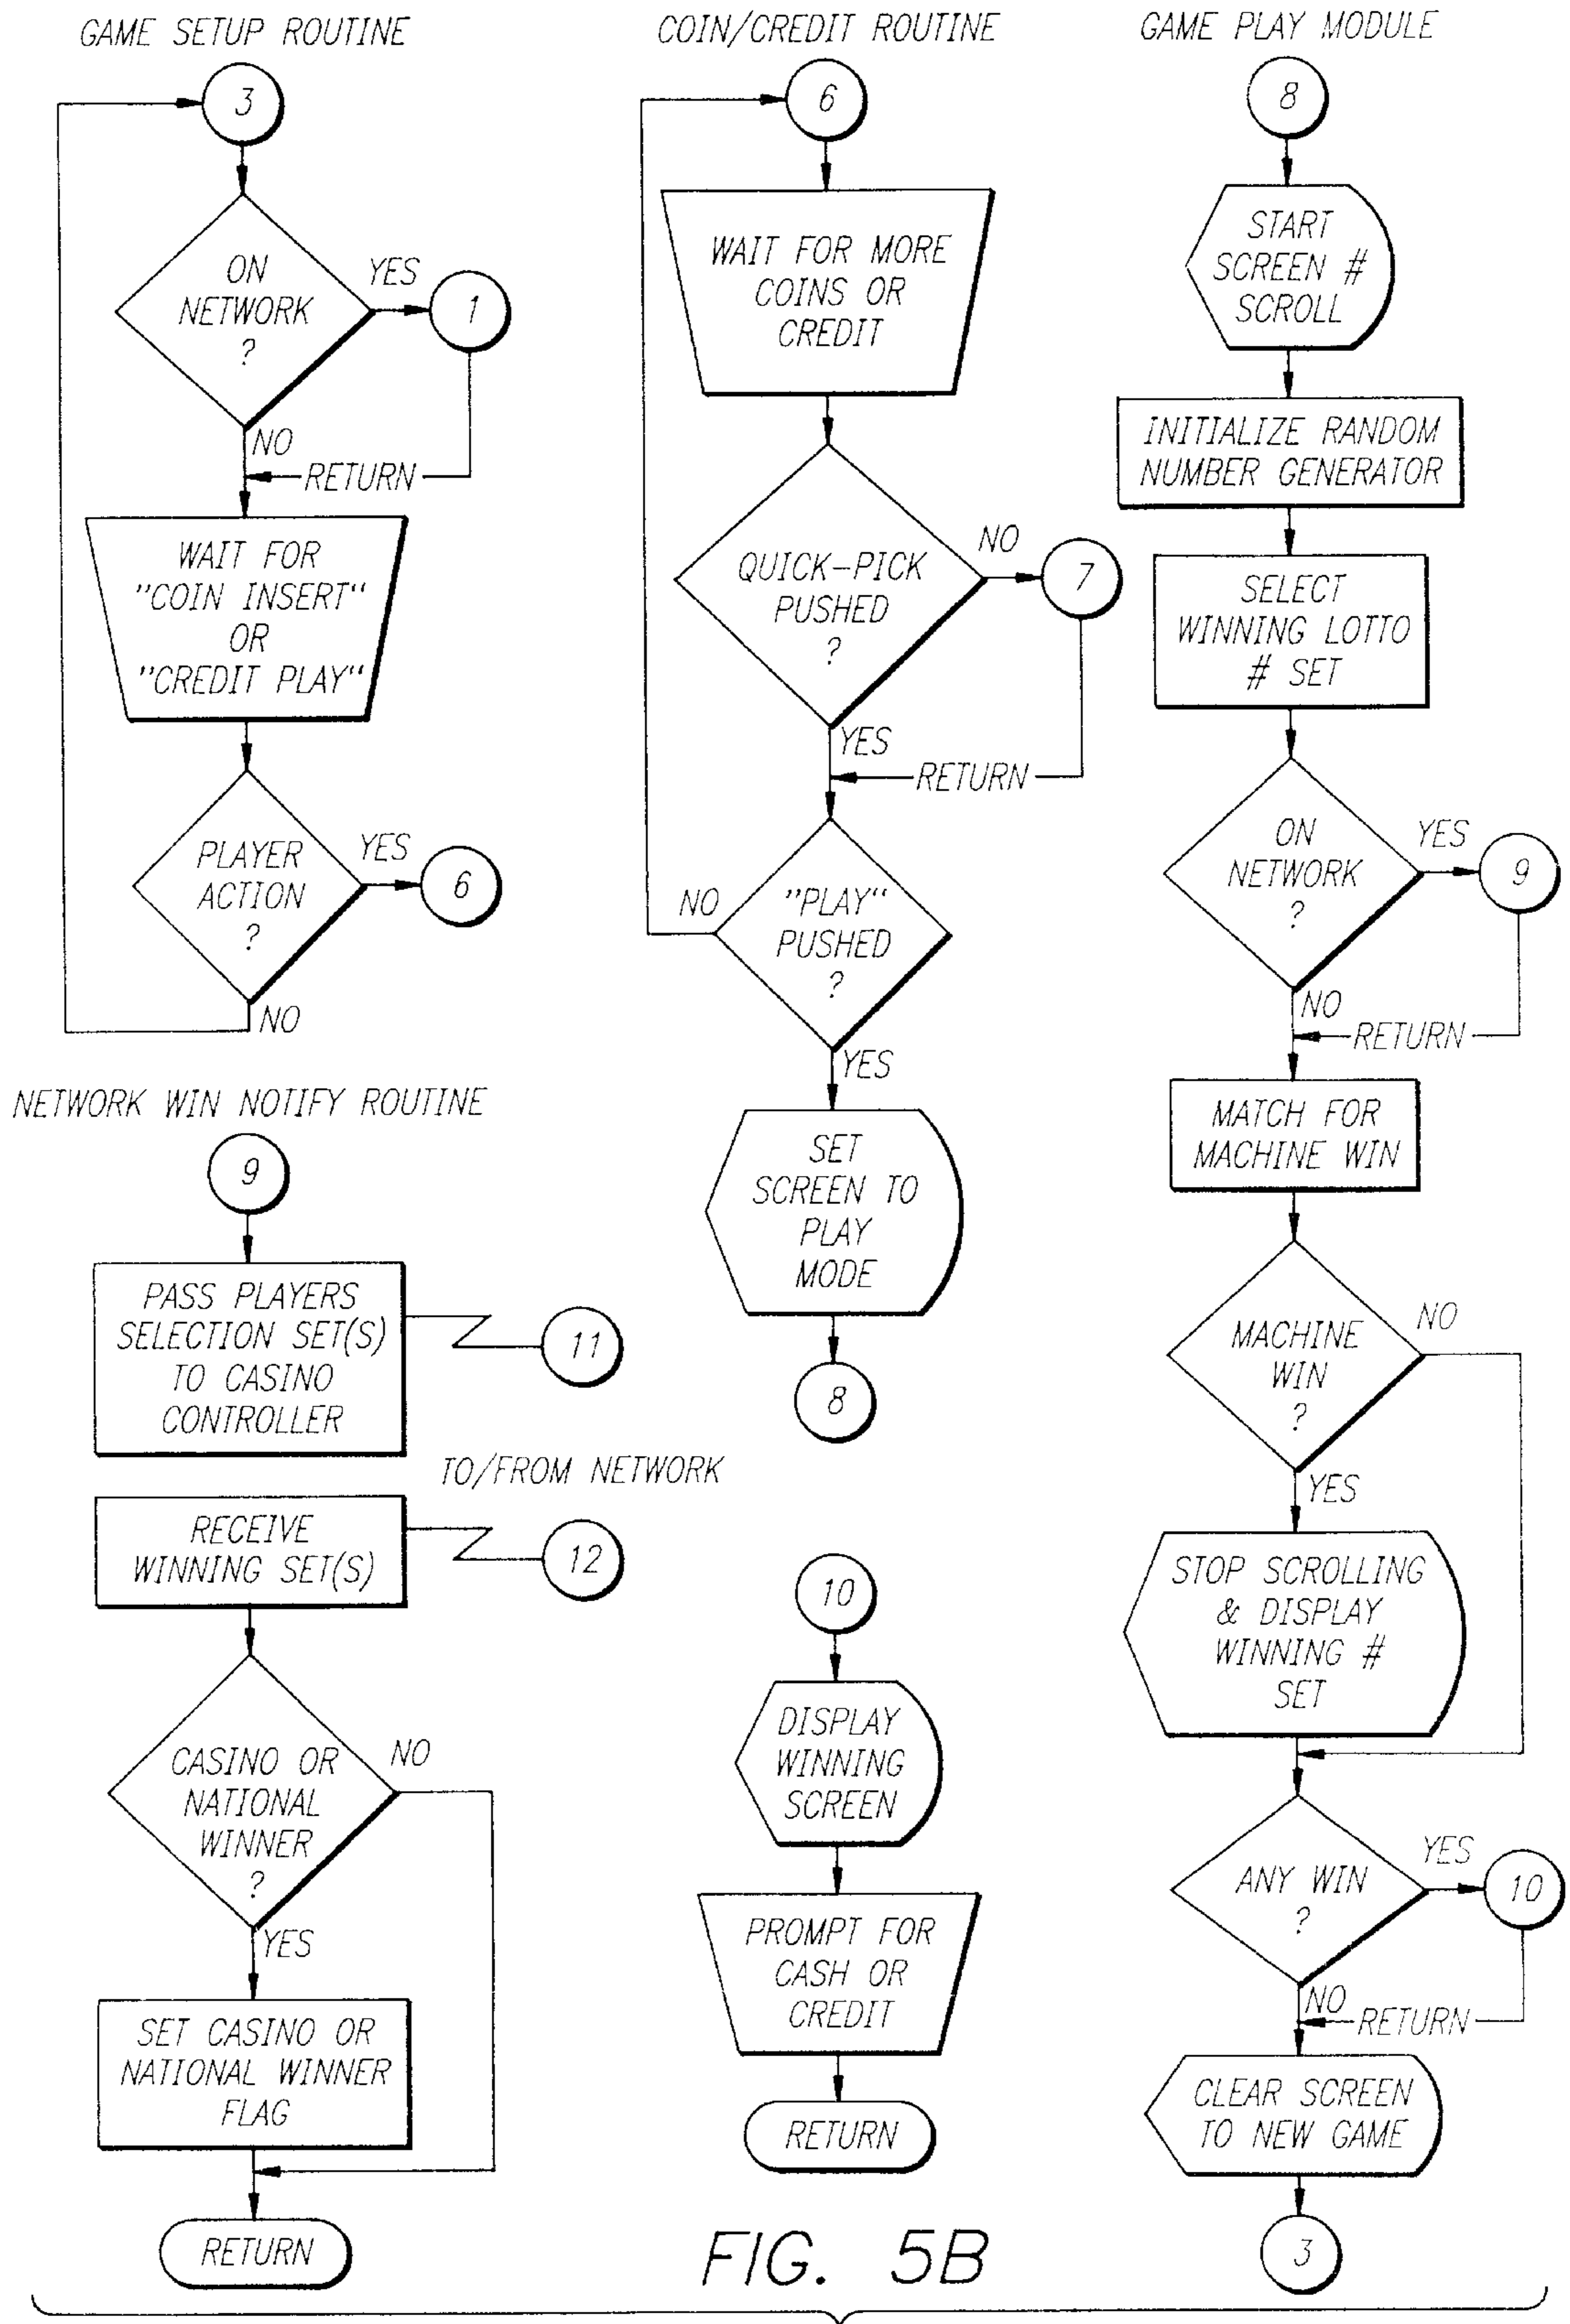 GAME SETUP ROUTINE
3
ON
NETWORK
?
YES
1
NO
RETURN
WAIT FOR
"COIN INSERT"
OR
"CREDIT PLAY"
PLAYER
ACTION
?
YES
6
NO
NETWORK WIN NOTIFY ROUTINE
9
PASS PLAYERS
SELECTION SET(S)
TO CASINO
CONTROLLER
11
TO/FROM NETWORK
RECEIVE
WINNING SET(S)
12
CASINO OR
NATIONAL
WINNER
?
NO
YES
SET CASINO OR
NATIONAL WINNER
FLAG
RETURN
COIN/CREDIT ROUTINE
6
WAIT FOR MORE
COINS OR
CREDIT
QUICK-PICK
PUSHED
?
NO
7
YES
RETURN
"PLAY"
PUSHED
?
NO
YES
SET
SCREEN TO
PLAY
MODE
8
10
DISPLAY
WINNING
SCREEN
PROMPT FOR
CASH OR
CREDIT
RETURN
GAME PLAY MODULE
8
START
SCREEN #
SCROLL
INITIALIZE RANDOM
NUMBER GENERATOR
SELECT
WINNING LOTTO
# SET
ON
NETWORK
?
YES
9
NO
RETURN
MATCH FOR
MACHINE WIN
MACHINE
WIN
?
NO
YES
STOP SCROLLING
& DISPLAY
WINNING #
SET
ANY WIN
?
YES
10
NO
RETURN
CLEAR SCREEN
TO NEW GAME
3
FIG. 5B